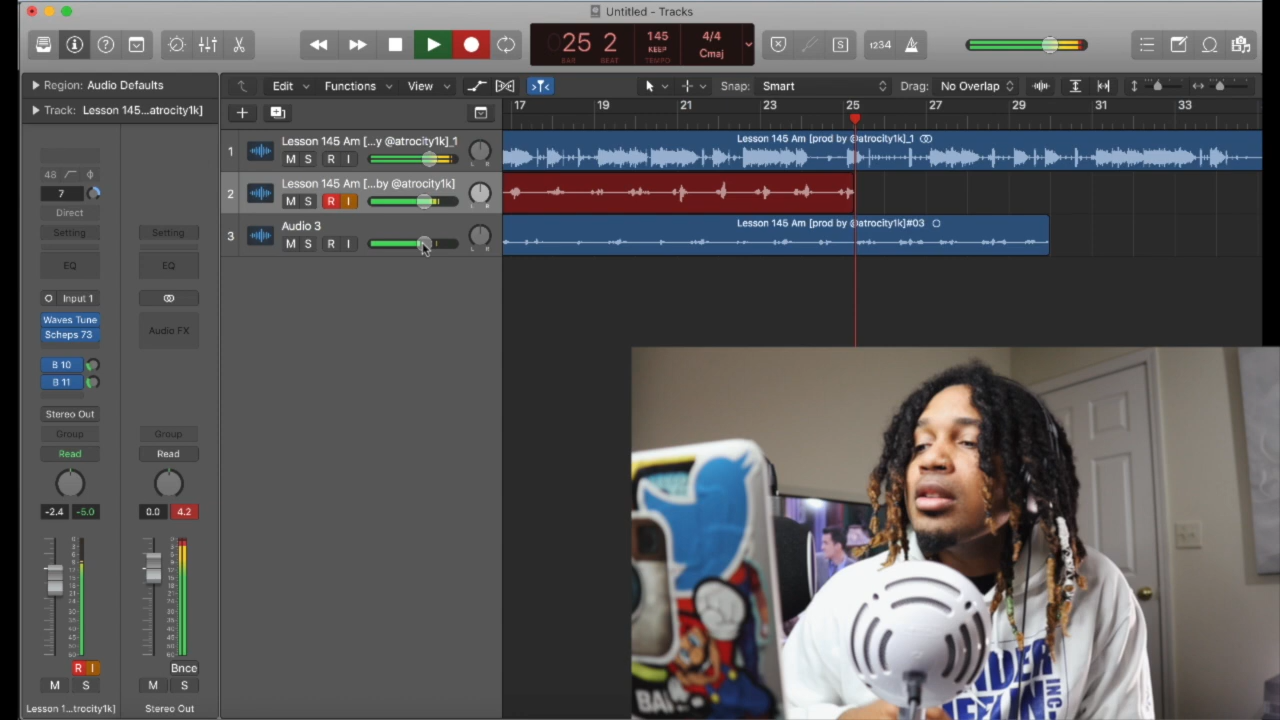 Untitled - Tracks
25 2
BAR BEAT
145
KEEP
TEMPO
4/4
Cmaj
1234
S
Region: Audio Defaults
Edit Functions View Snap: Smart Drag: No Overlap
Track: Lesson 145...atrocity1k]
17 19 21 23 25 27 29 31 33
1 Lesson 145 Am [...y @atrocity1k]_1
M S R I
L R
Lesson 145 Am [prod by @atrocity1k]_1
2 Lesson 145 Am [...by @atrocity1k]
M S R I
L R
3 Audio 3
M S R I
L R
Lesson 145 Am [prod by @atrocity1k]#03
48
7
Direct
Setting Setting
EQ EQ
Input 1
Waves Tune
Scheps 73
Audio FX
B 10
B 11
Stereo Out
Group Group
Read Read
-2.4 -5.0 0.0 4.2
R I Bnce
M S M S
Lesson 1...trocity1k] Stereo Out
INC.